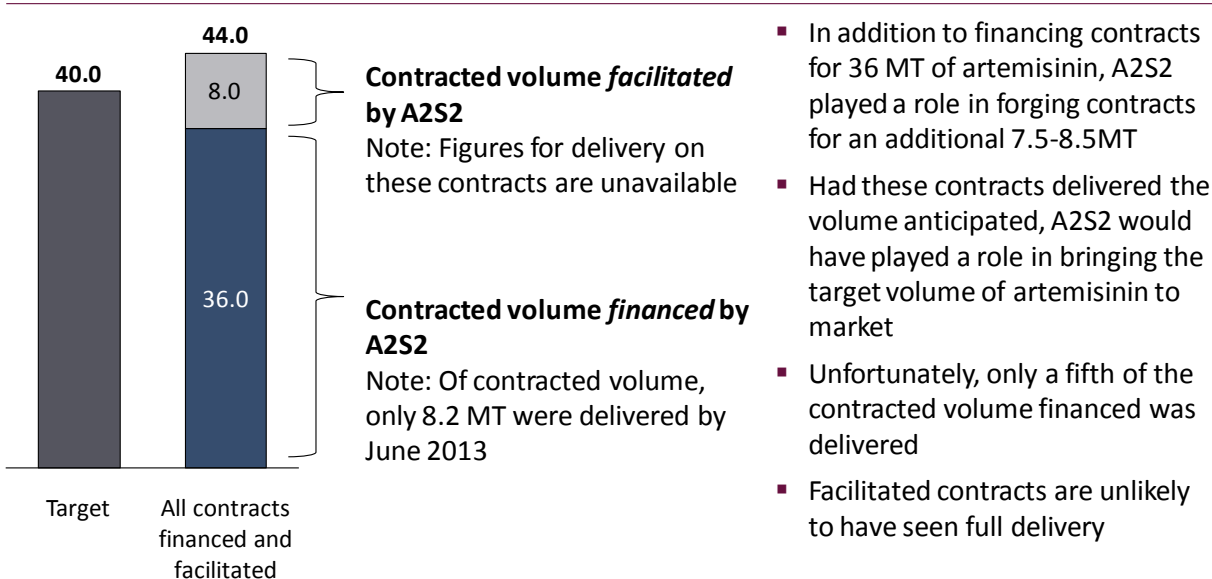 44.0
40.0
8.0
36.0
Target
All contracts
financed and
facilitated
Contracted volume facilitated
by A2S2
Note: Figures for delivery on
these contracts are unavailable
Contracted volume financed by
A2S2
Note: Of contracted volume,
only 8.2 MT were delivered by
June 2013
▪ In addition to financing contracts
for 36 MT of artemisinin, A2S2
played a role in forging contracts
for an additional 7.5-8.5MT
▪ Had these contracts delivered the
volume anticipated, A2S2 would
have played a role in bringing the
target volume of artemisinin to
market
▪ Unfortunately, only a fifth of the
contracted volume financed was
delivered
▪ Facilitated contracts are unlikely
to have seen full delivery